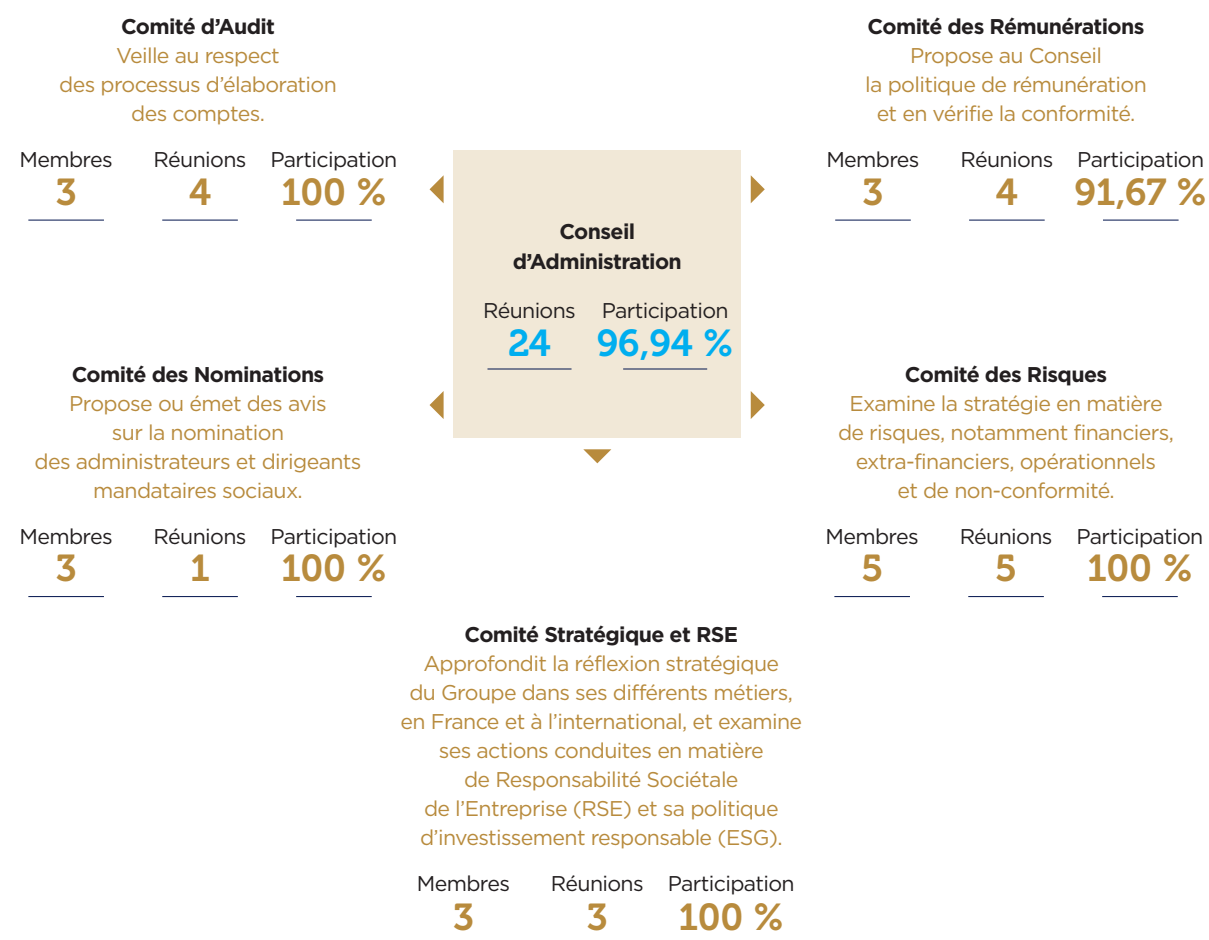 Comité d’Audit
Veille au respect
des processus d’élaboration
des comptes.
Membres Réunions Participation
3 4 100 %
Comité des Rémunérations
Propose au Conseil
la politique de rémunération
et en vérifie la conformité.
Membres Réunions Participation
3 4 91,67 %
Conseil
d’Administration
Réunions Participation
24 96,94 %
Comité des Nominations
Propose ou émet des avis
sur la nomination
des administrateurs et dirigeants
mandataires sociaux.
Membres Réunions Participation
3 1 100 %
Comité des Risques
Examine la stratégie en matière
de risques, notamment financiers,
extra-financiers, opérationnels
et de non-conformité.
Membres Réunions Participation
5 5 100 %
Comité Stratégique et RSE
Approfondit la réflexion stratégique
du Groupe dans ses différents métiers,
en France et à l’international, et examine
ses actions conduites en matière
de Responsabilité Sociétale
de l’Entreprise (RSE) et sa politique
d’investissement responsable (ESG).
Membres Réunions Participation
3 3 100 %